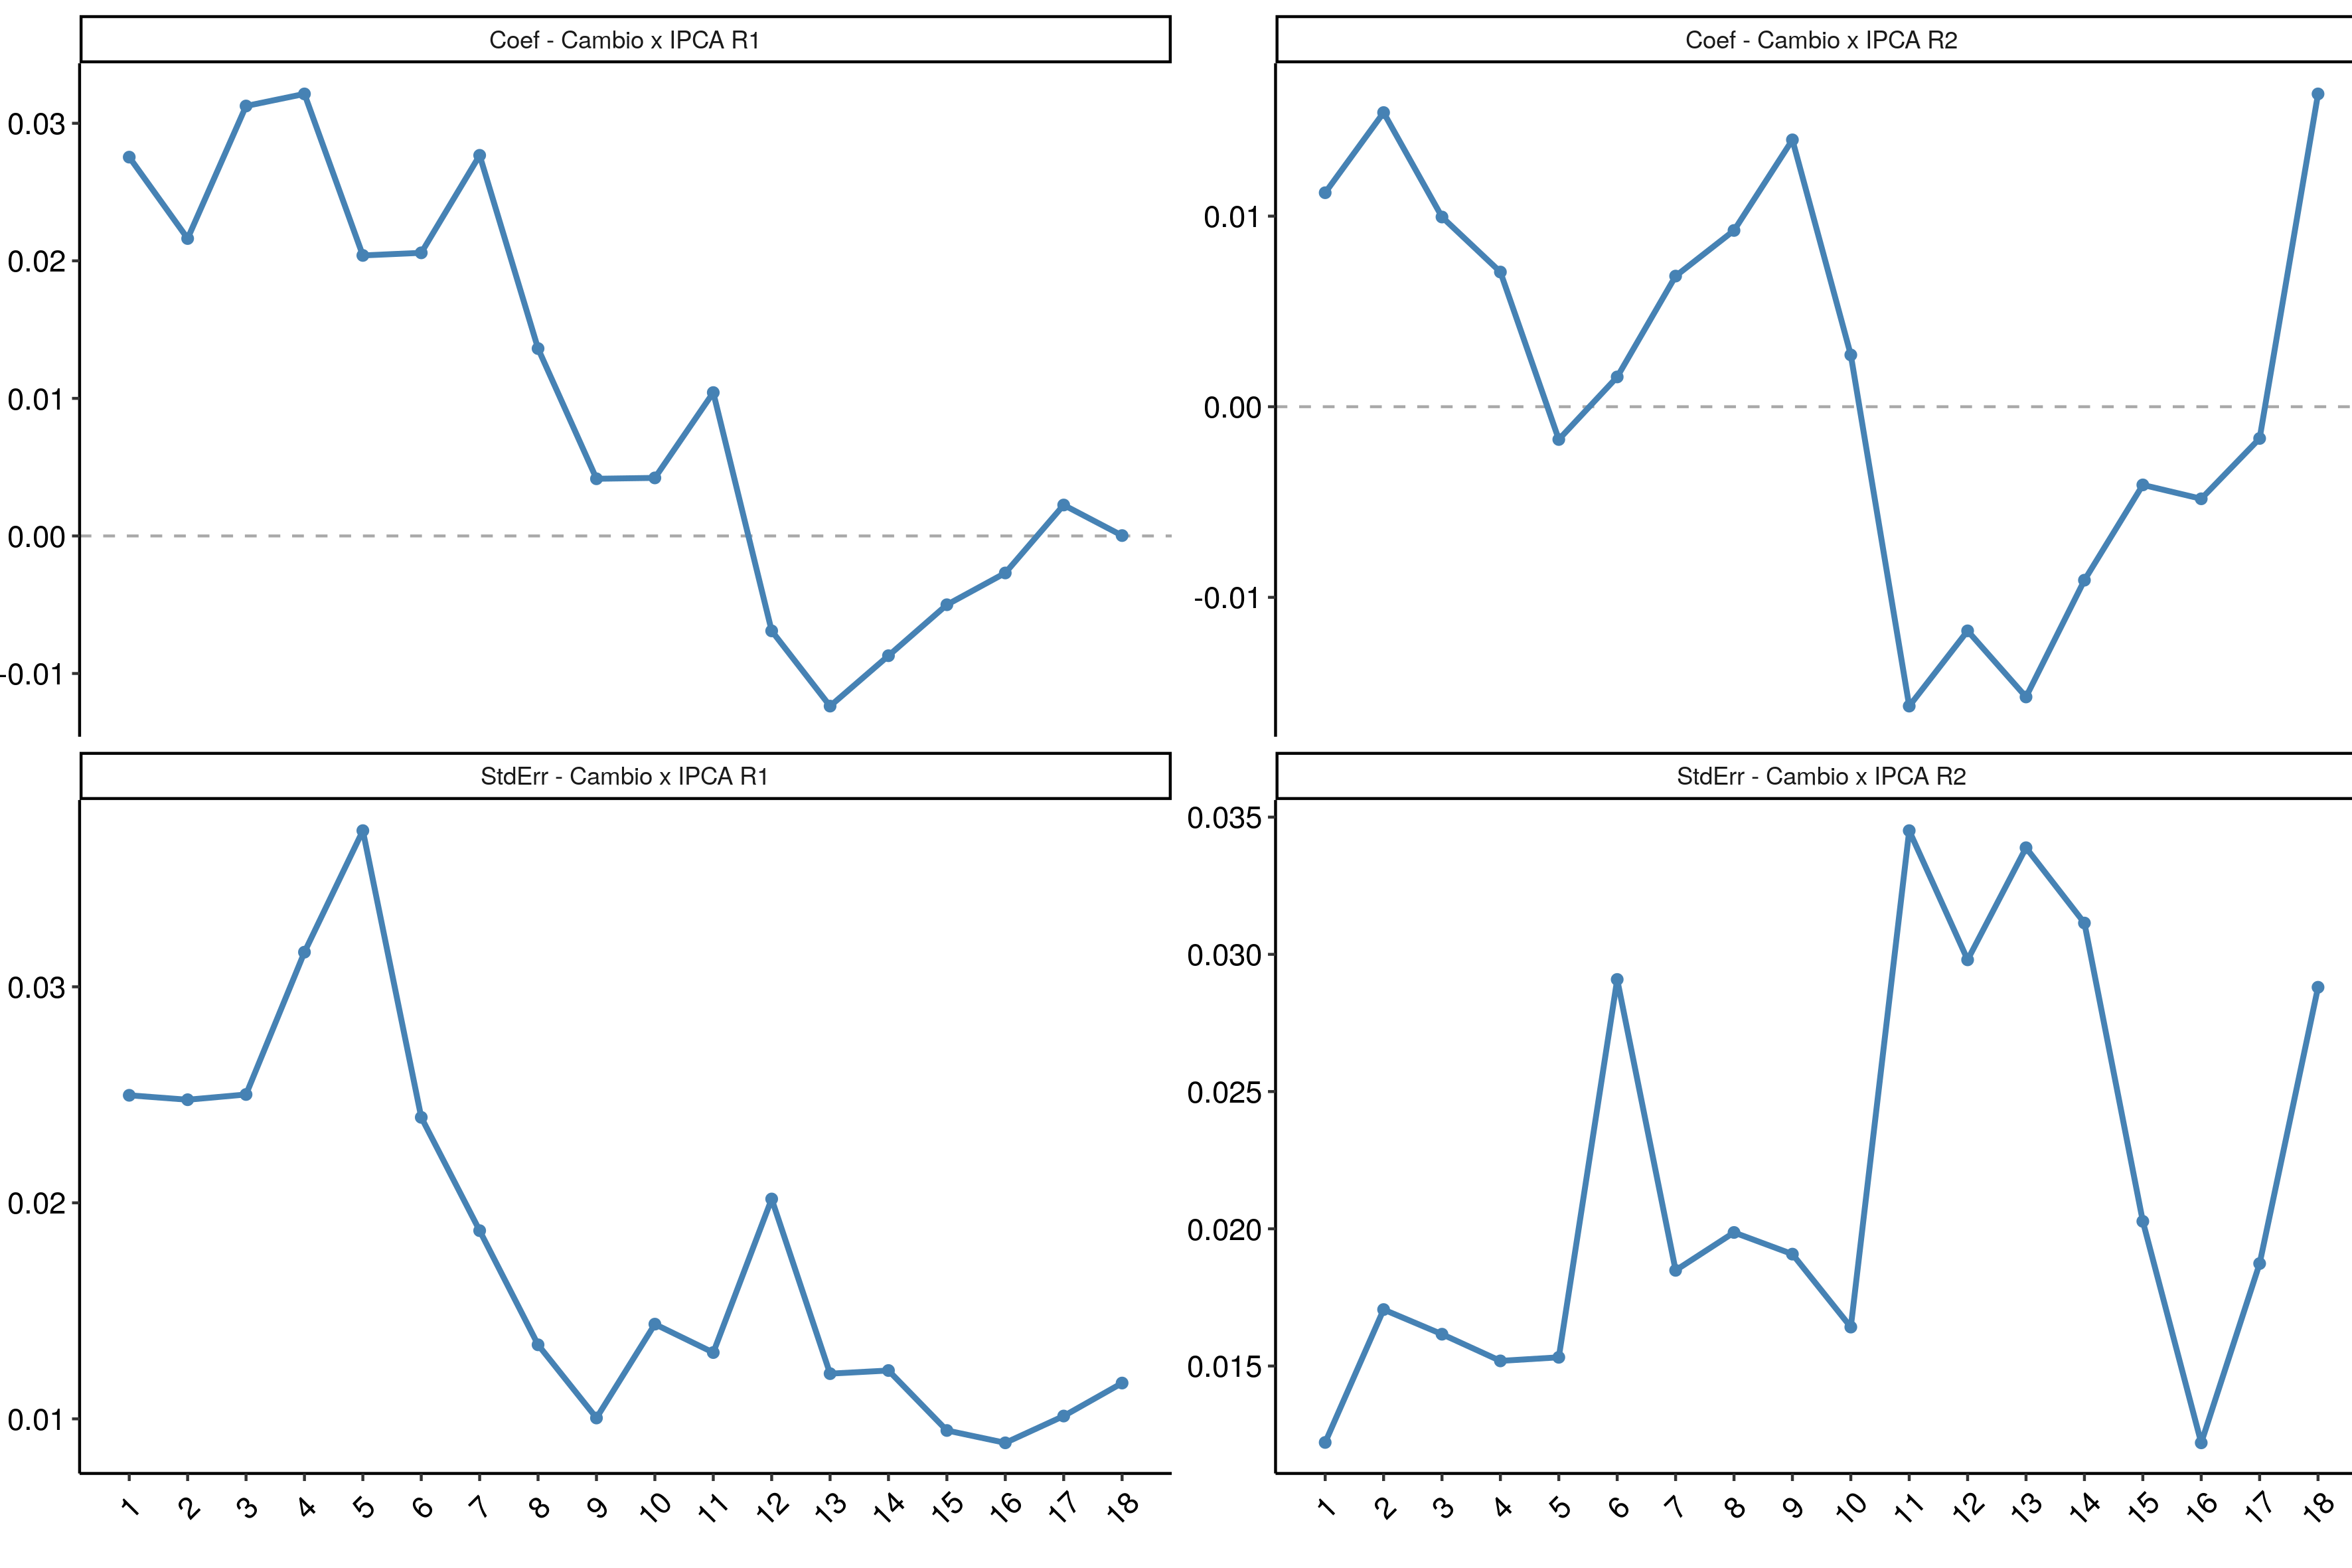 Coef - Cambio x IPCA R1
Coef - Cambio x IPCA R2
0.03
0.02
0.01
0.00
-0.01
0.01
0.00
-0.01
StdErr - Cambio x IPCA R1
StdErr - Cambio x IPCA R2
0.03
0.02
0.01
0.035
0.030
0.025
0.020
0.015
1 2 3 4 5 6 7 8 9 10 11 12 13 14 15 16 17 18
1 2 3 4 5 6 7 8 9 10 11 12 13 14 15 16 17 18